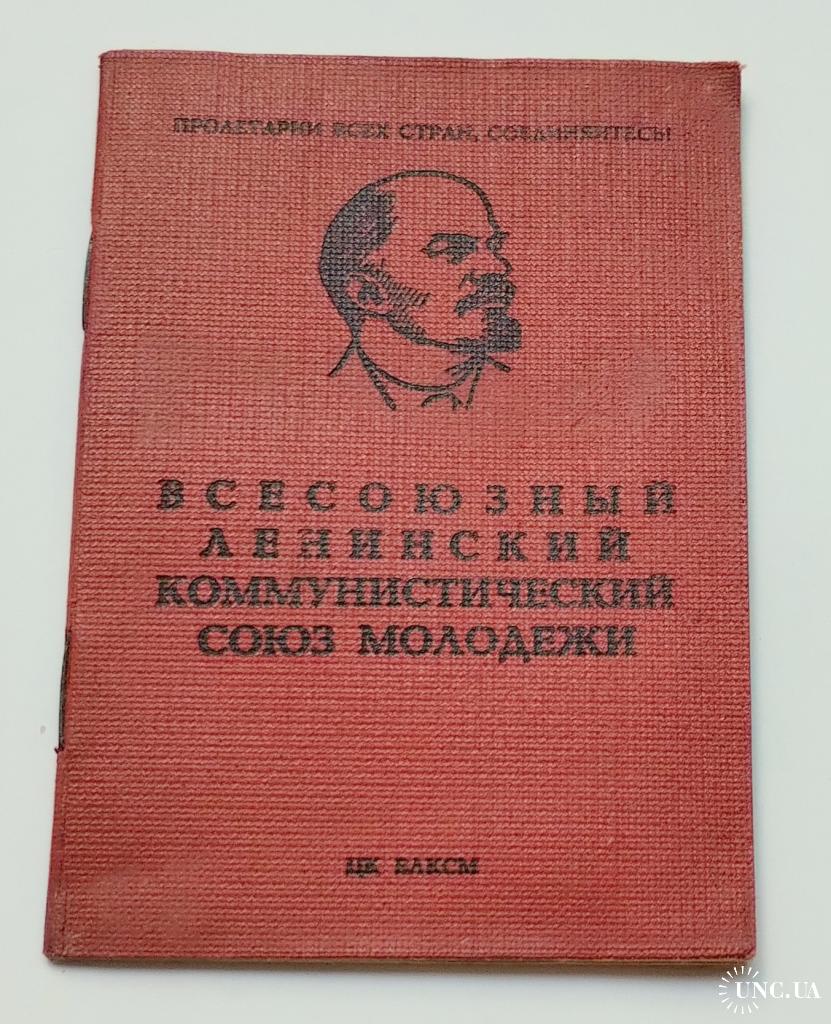 ПРОЛЕТАРИИ ВСЕХ СТРАН, СОЕДИНЯЙТЕСЬ!
ВСЕСОЮЗНЫЙ
ЛЕНИНСКИЙ
КОММУНИСТИЧЕСКИЙ
СОЮЗ МОЛОДЕЖИ
ЦК ВЛКСМ
UNC.UA